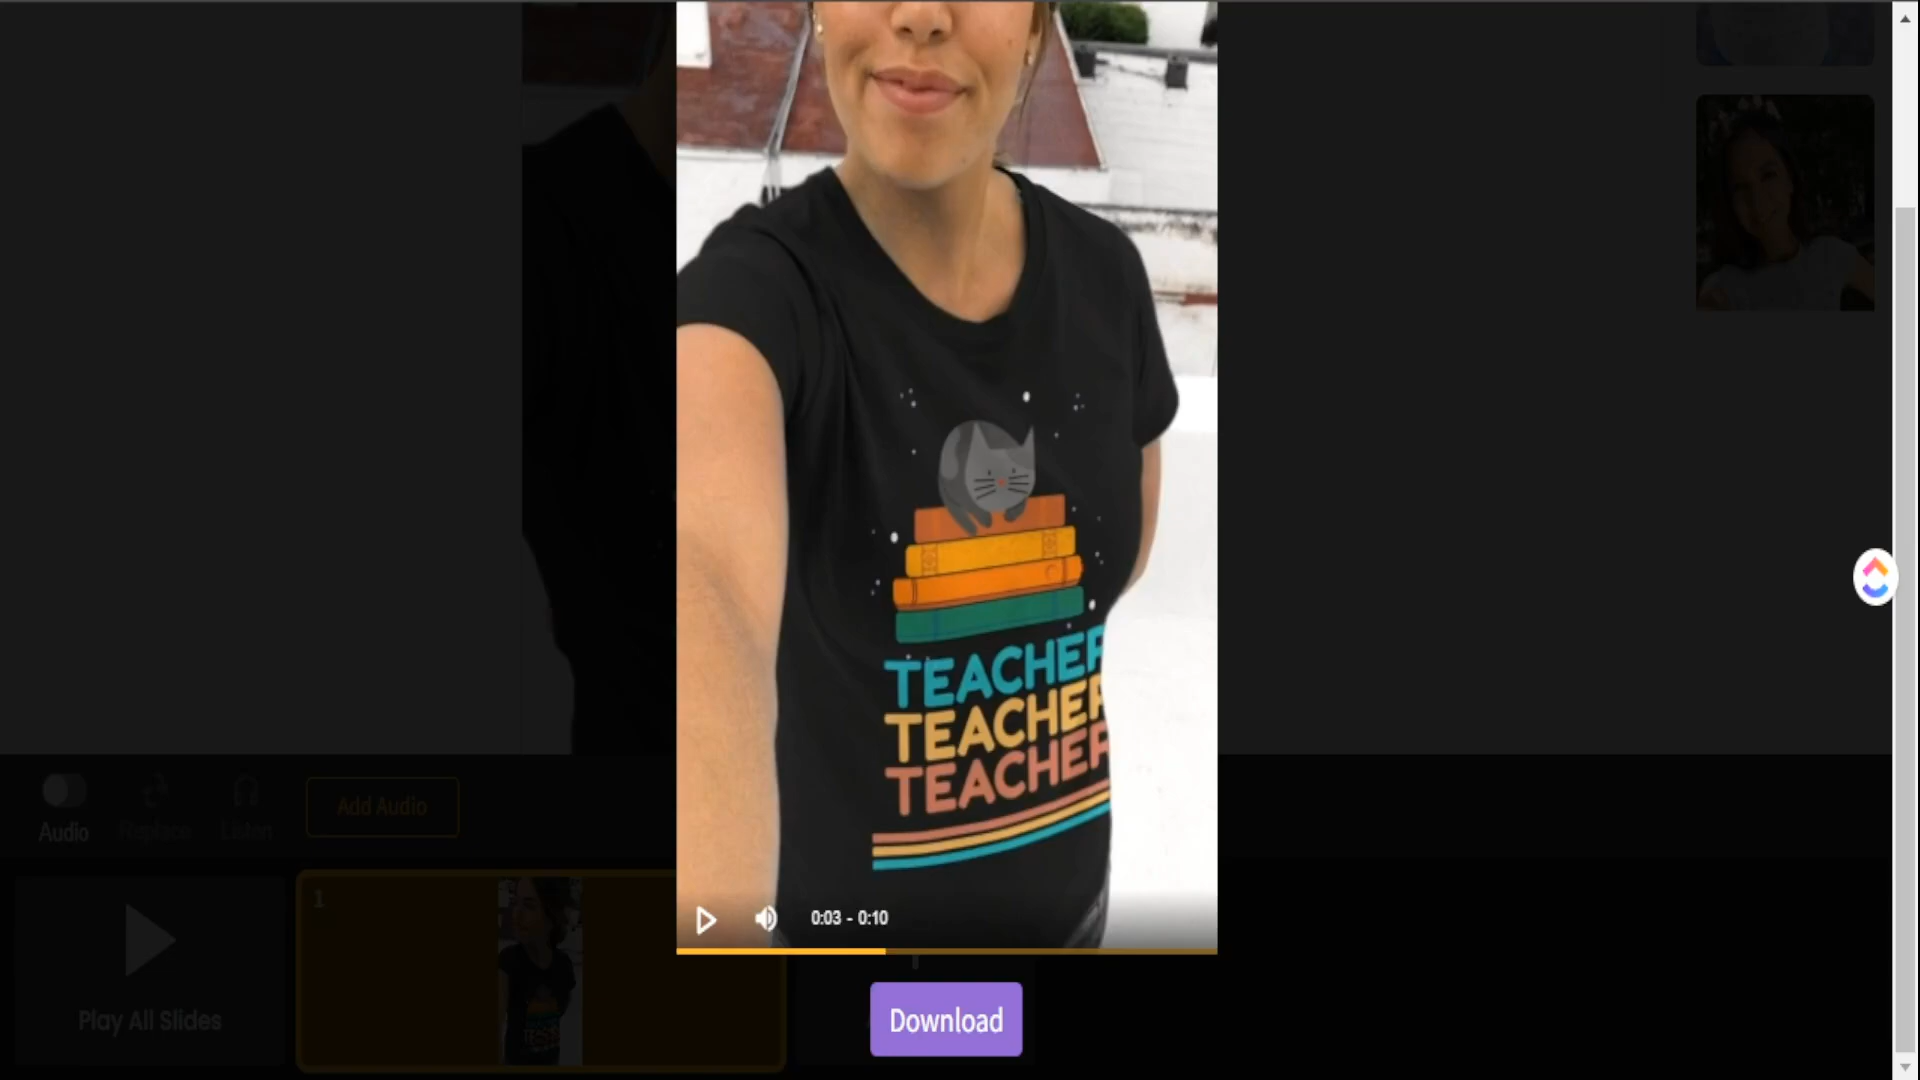 TEACHER
TEACHER
TEACHER
0:03 - 0:10
Audio
Replace
Listen
Add Audio
1
Play All Slides
Download